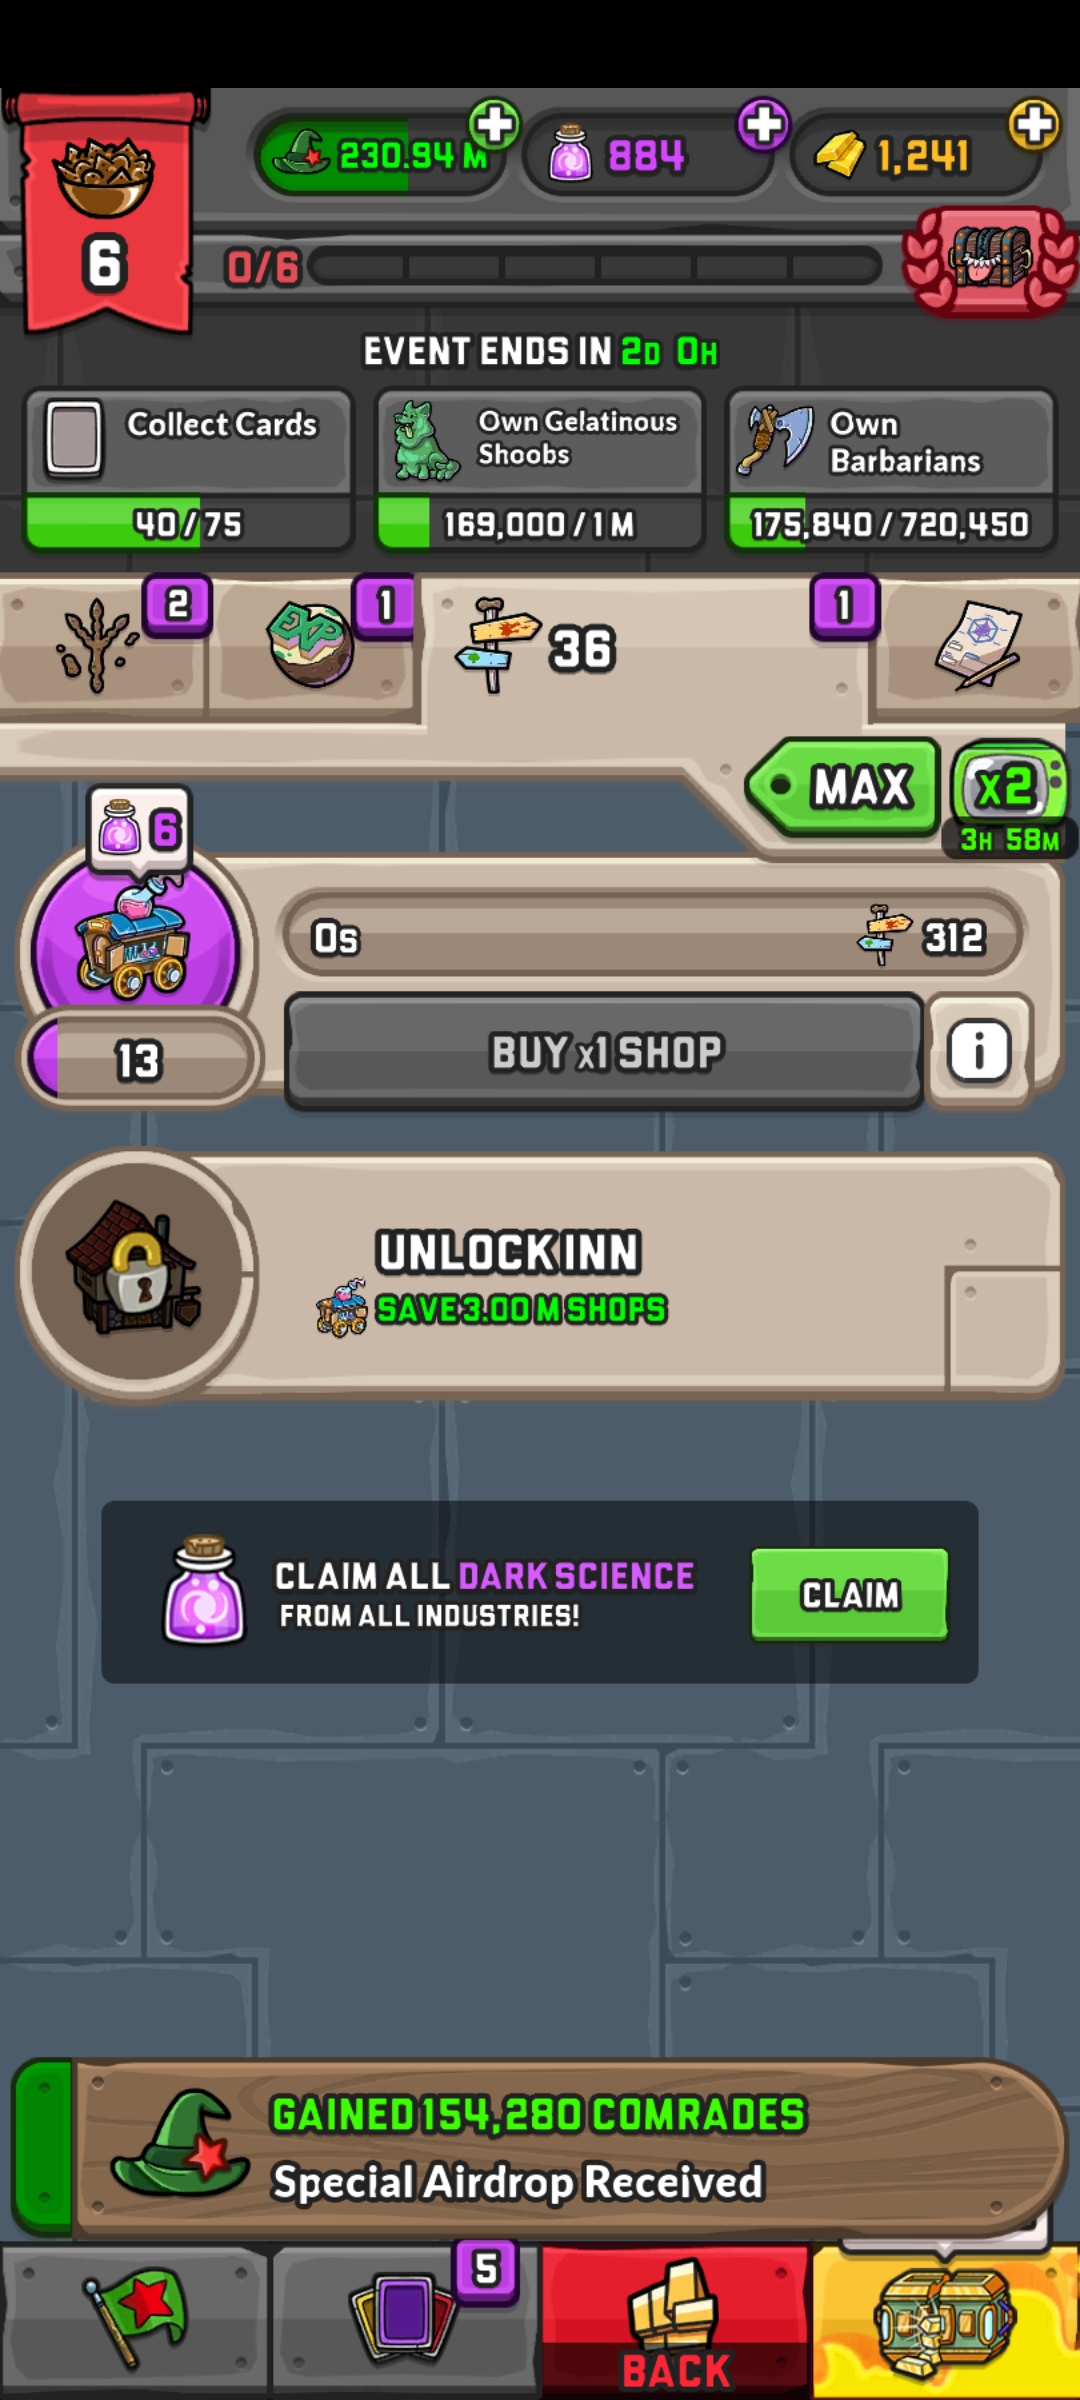 230.94 M
884
1,241
6
0/6
EVENT ENDS IN 2D 0H
Collect Cards
40/75
Own Gelatinous
Shoobs
169,000/1 M
Own
Barbarians
175,840/720,450
2
EXP
1
36
1
MAX
x2
3H 58M
6
0s
312
13
BUY x1 SHOP
i
UNLOCK INN
SAVE 3.00 M SHOPS
CLAIM ALL DARK SCIENCE
FROM ALL INDUSTRIES!
CLAIM
GAINED 154,280 COMRADES
Special Airdrop Received
5
BACK